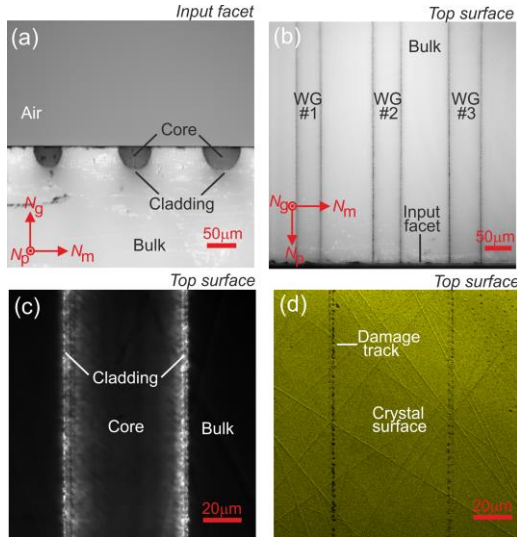 Input facet
(a)
Air
Core
Cladding
Bulk
Ng
Np
Nm
50μm
Top surface
(b)
Bulk
WG
#1
WG
#2
WG
#3
Ng
Nm
Np
Input
facet
50μm
Top surface
(c)
Cladding
Core
Bulk
20μm
Top surface
(d)
Damage
track
Crystal
surface
20μm